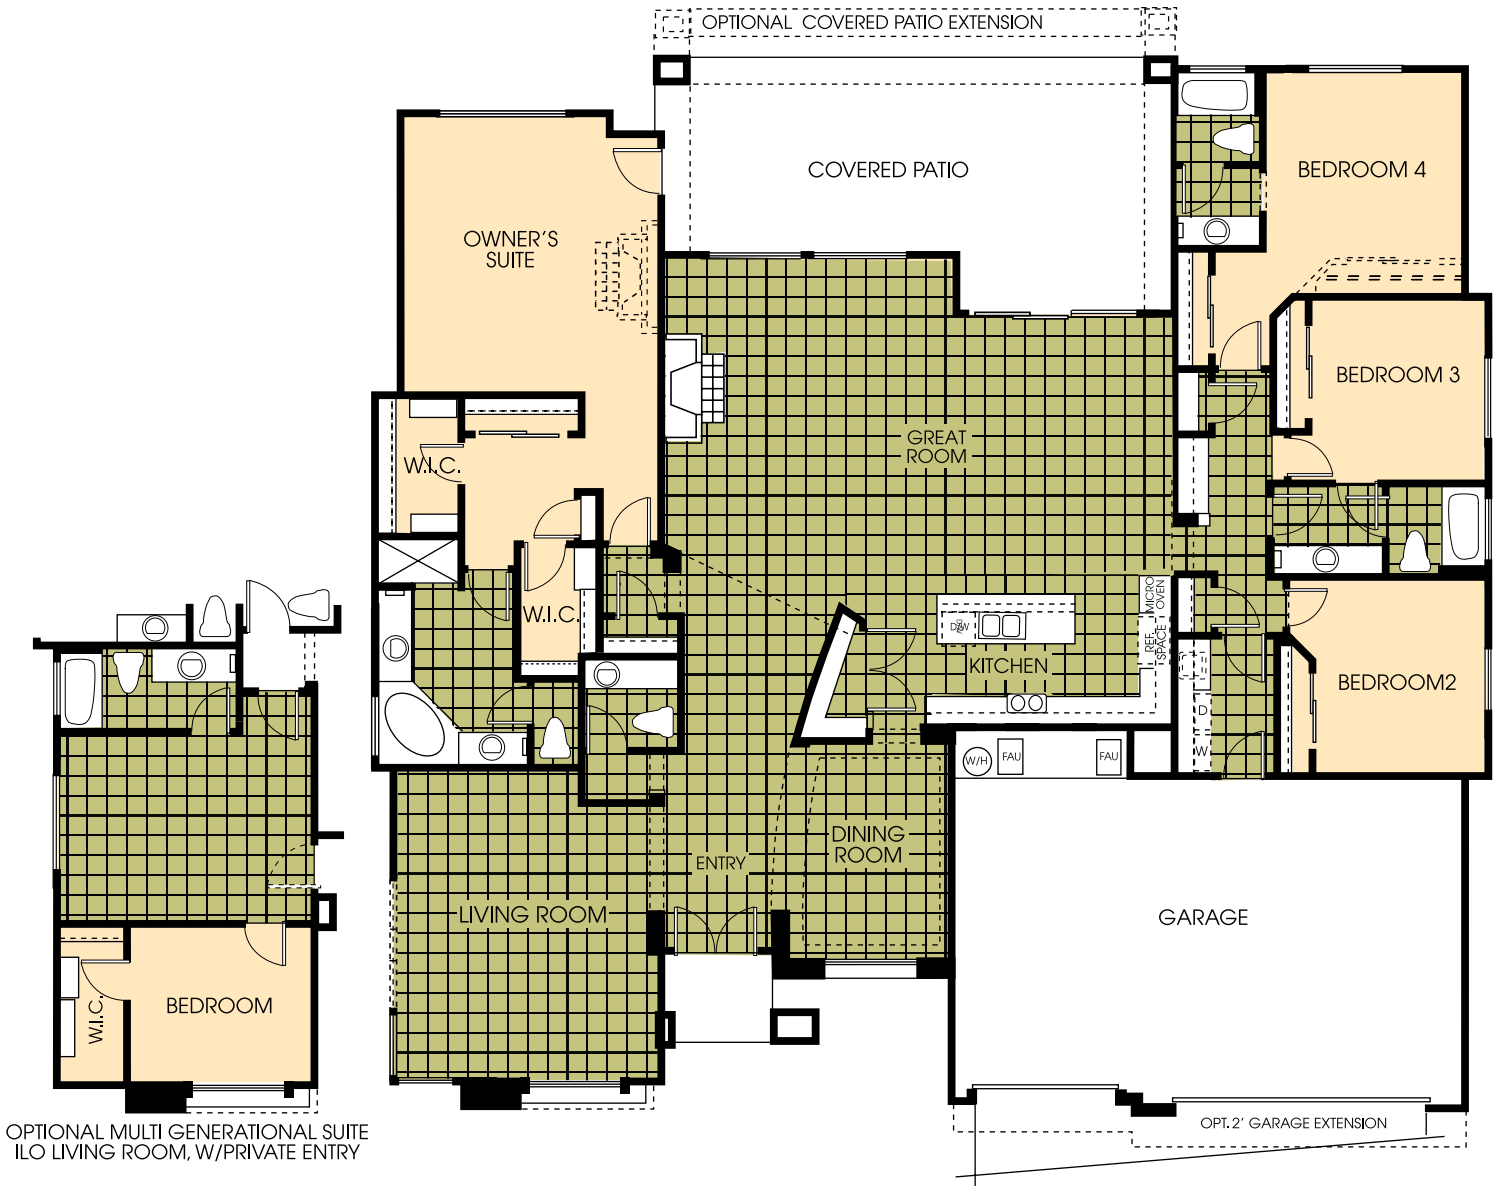 OPTIONAL COVERED PATIO EXTENSION
COVERED PATIO
BEDROOM 4
OWNER'S
SUITE
BEDROOM 3
GREAT
ROOM
W.I.C.
W.I.C.
MICRO
OVEN
REF.
SPACE
D/W
KITCHEN
BEDROOM2
D
W
W/H
FAU
FAU
DINING
ROOM
ENTRY
LIVING ROOM
GARAGE
BEDROOM
W.I.C.
OPT. 2' GARAGE EXTENSION
OPTIONAL MULTI GENERATIONAL SUITE
ILO LIVING ROOM, W/PRIVATE ENTRY